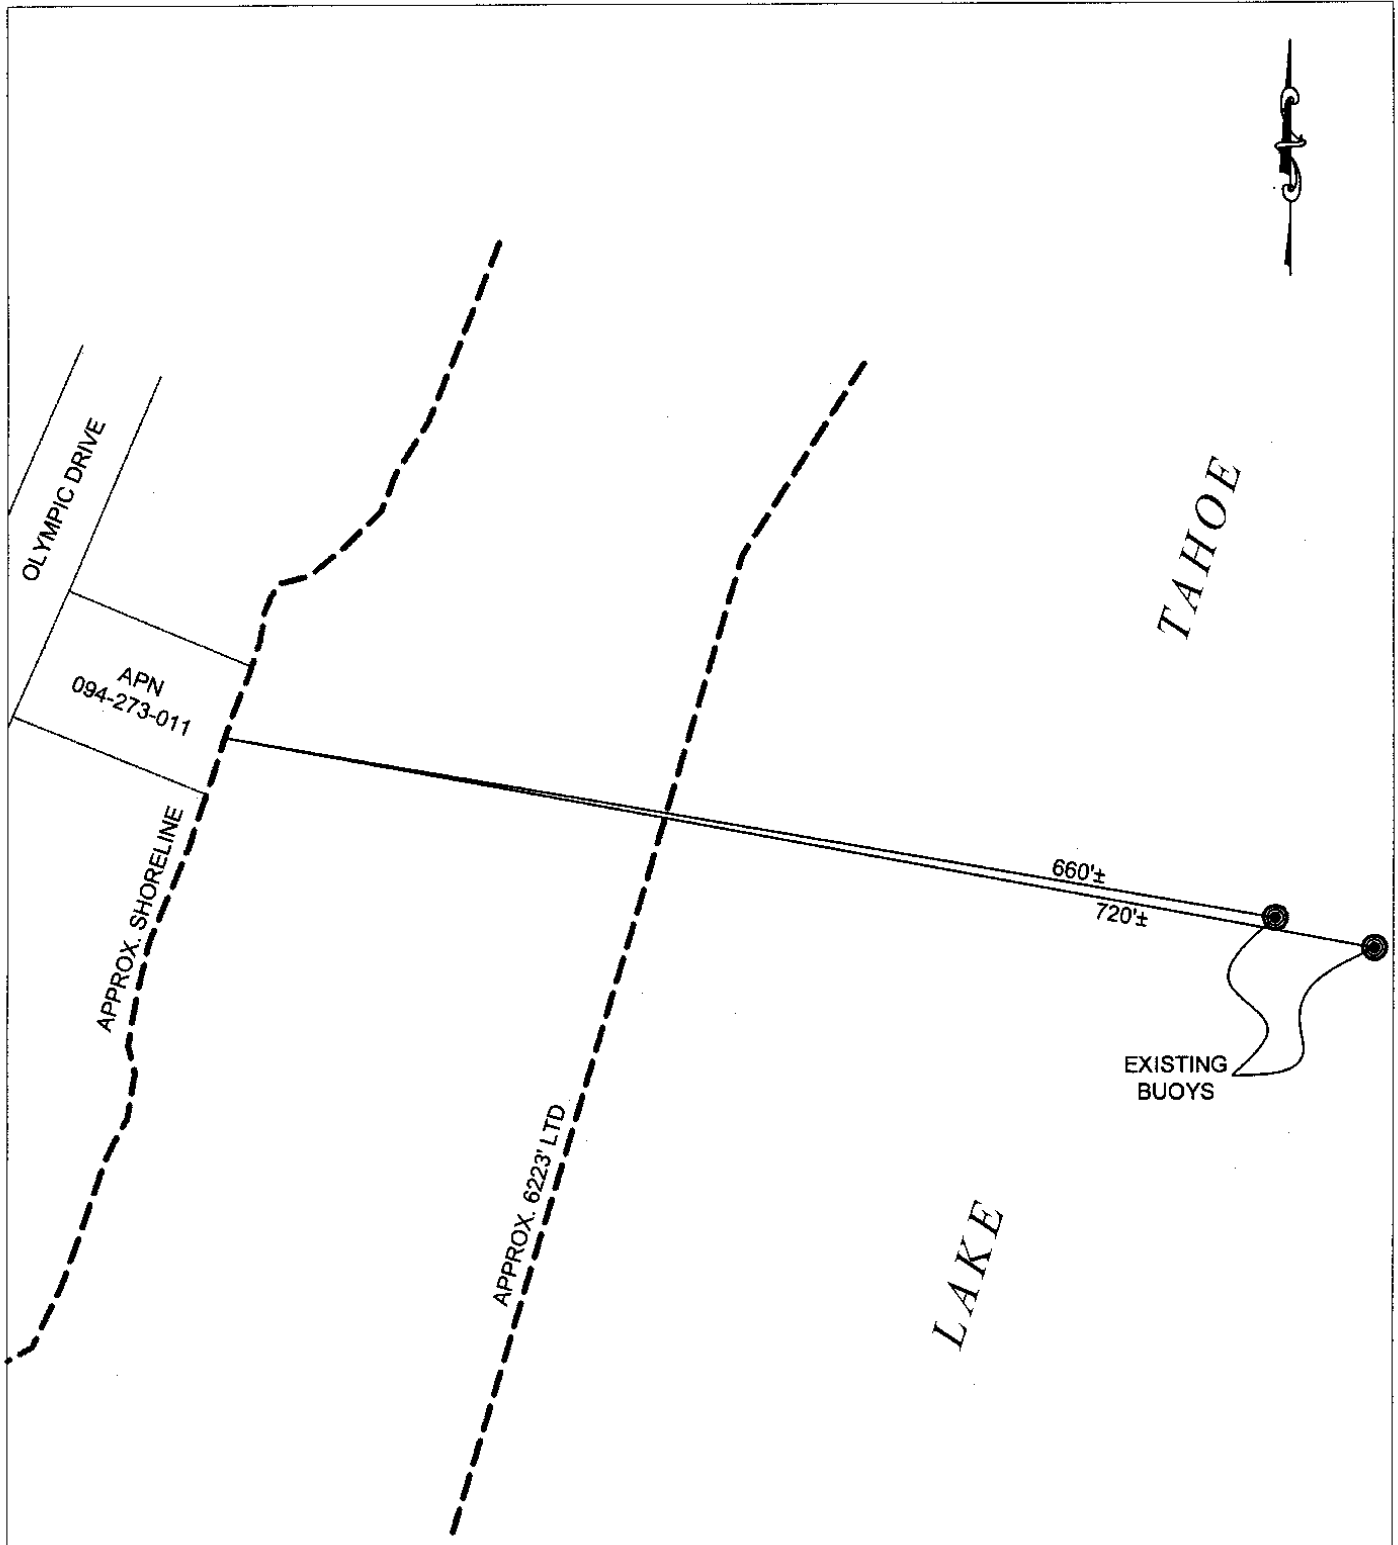 OLYMPIC DRIVE
APN
094-273-011
APPROX. SHORELINE
APPROX. 6223' LTD
660'±
720'±
EXISTING
BUOYS
LAKE
TAHOE